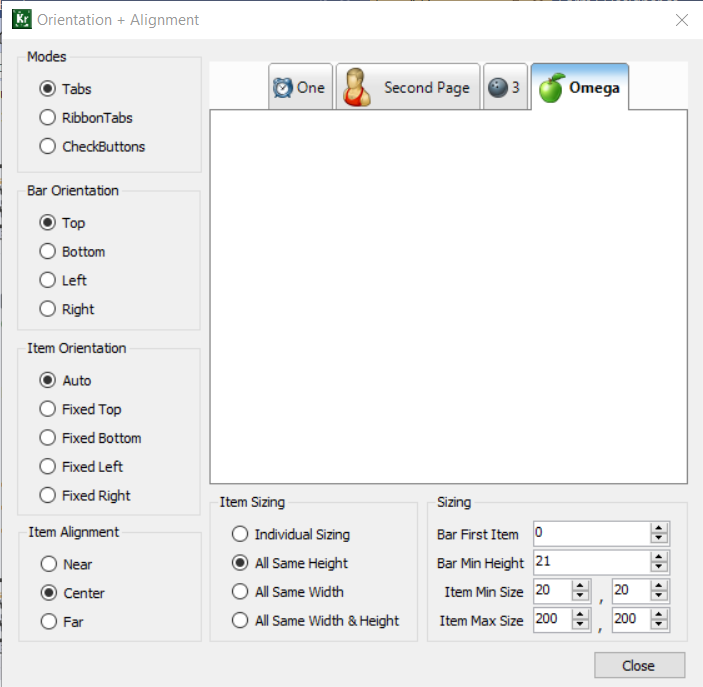 Kr Orientation + Alignment
Modes
Tabs
RibbonTabs
CheckButtons
Bar Orientation
Top
Bottom
Left
Right
Item Orientation
Auto
Fixed Top
Fixed Bottom
Fixed Left
Fixed Right
Item Alignment
Near
Center
Far
One Second Page 3 Omega
Item Sizing
Individual Sizing
All Same Height
All Same Width
All Same Width & Height
Sizing
Bar First Item 0
Bar Min Height 21
Item Min Size 20 , 20
Item Max Size 200 , 200
Close